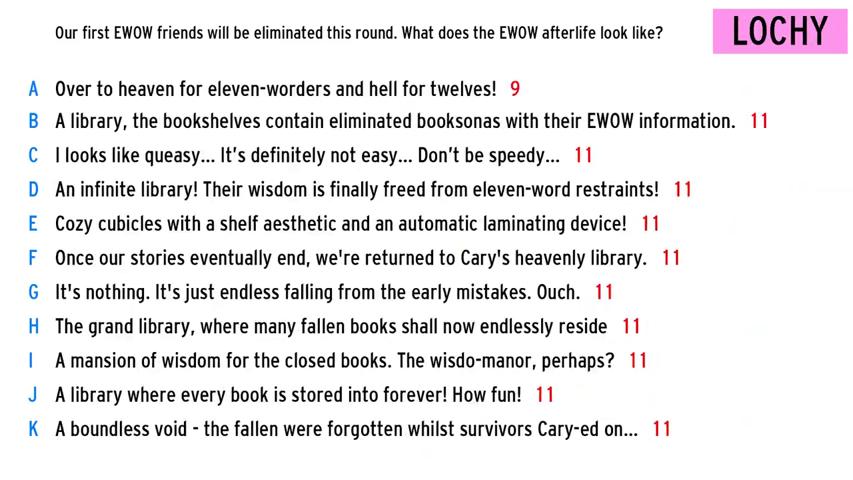 Our first EWOW friends will be eliminated this round. What does the EWOW afterlife look like?
LOCHY
A Over to heaven for eleven-worders and hell for twelves! 9
B A library, the bookshelves contain eliminated booksonas with their EWOW information. 11
C I looks like queasy... It's definitely not easy... Don't be speedy... 11
D An infinite library! Their wisdom is finally freed from eleven-word restraints! 11
E Cozy cubicles with a shelf aesthetic and an automatic laminating device! 11
F Once our stories eventually end, we're returned to Cary's heavenly library. 11
G It's nothing. It's just endless falling from the early mistakes. Ouch. 11
H The grand library, where many fallen books shall now endlessly reside 11
I A mansion of wisdom for the closed books. The wisdo-manor, perhaps? 11
J A library where every book is stored into forever! How fun! 11
K A boundless void - the fallen were forgotten whilst survivors Cary-ed on... 11